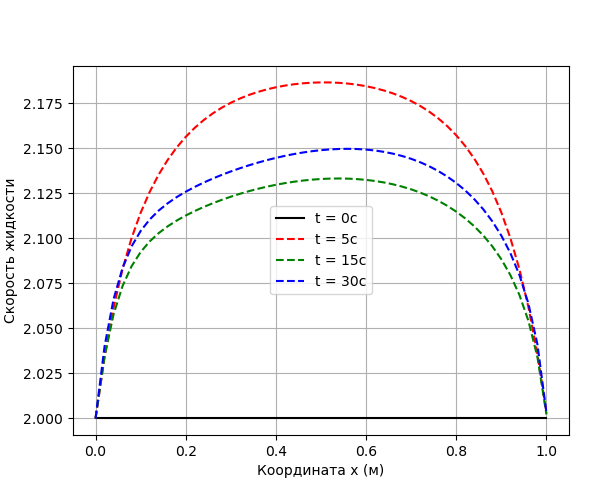 Скорость жидкости
2.175
2.150
2.125
2.100
2.075
2.050
2.025
2.000
t = 0с
t = 5с
t = 15с
t = 30с
0.0 0.2 0.4 0.6 0.8 1.0
Координата x (м)